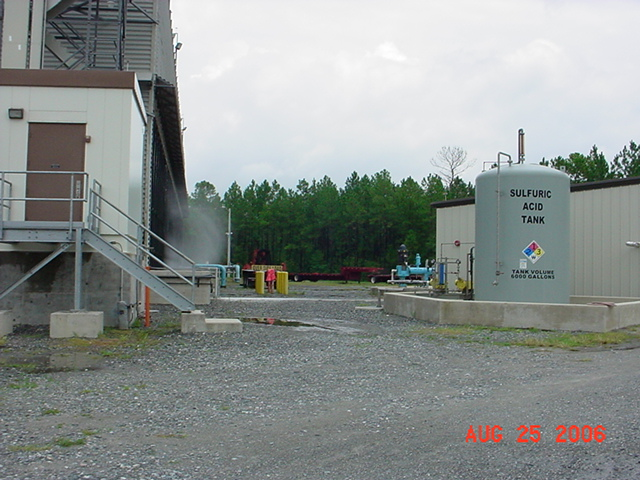 SULFURIC
ACID
TANK
TANK VOLUME
6000 GALLONS
AUG 25 2006